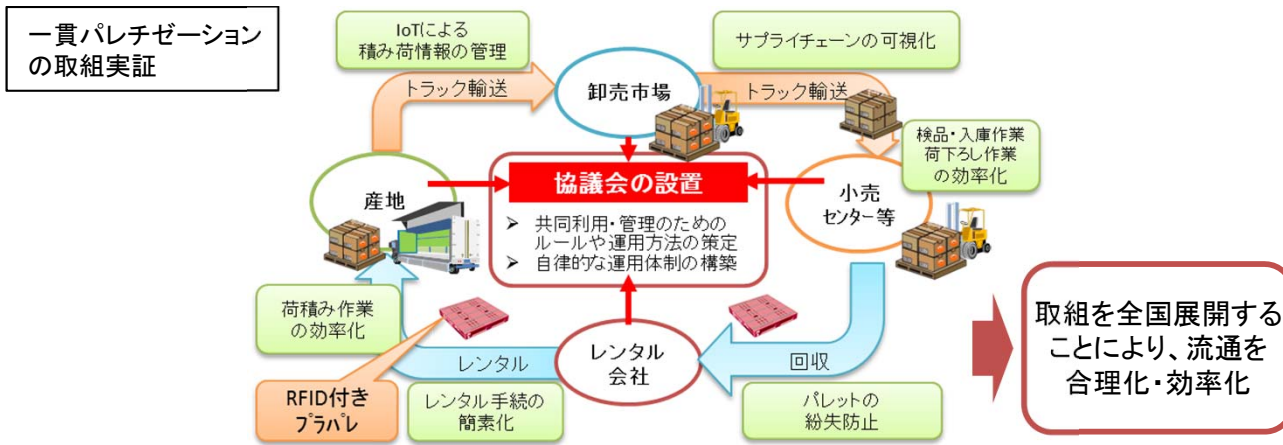 一貫パレチゼーション
の取組実証
IoTによる
積み荷情報の管理
サプライチェーンの可視化
トラック輸送
卸売市場
トラック輸送
検品・入庫作業
荷下ろし作業
の効率化
産地
協議会の設置
➢ 共同利用・管理のための
ルールや運用方法の策定
➢ 自律的な運用体制の構築
小売
センター等
荷積み作業
の効率化
レンタル
レンタル
会社
回収
RFID付き
プラパレ
レンタル手続の
簡素化
パレットの
紛失防止
取組を全国展開する
ことにより、流通を
合理化・効率化